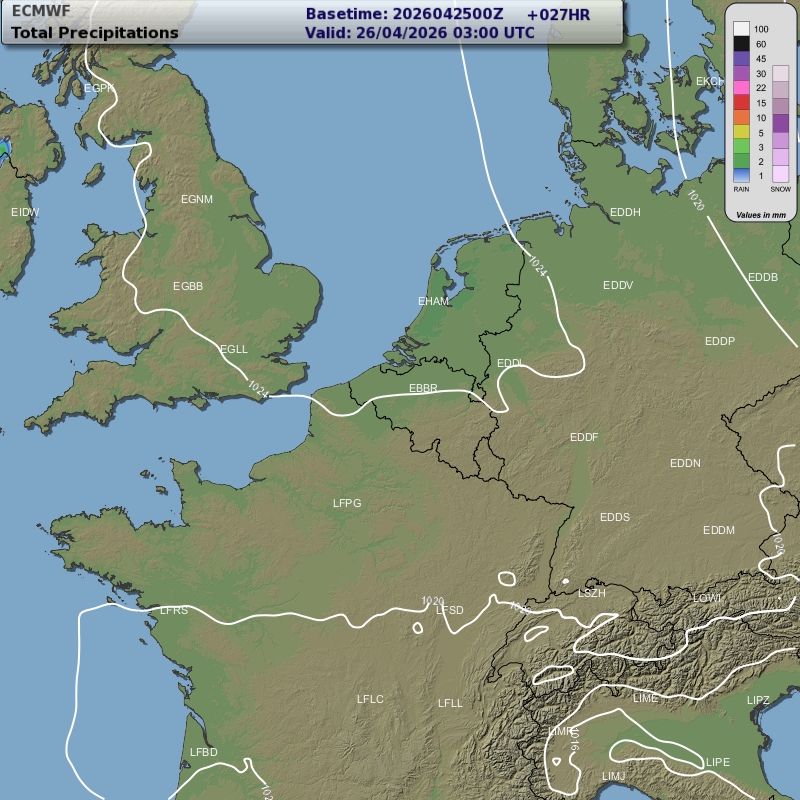 ECMWF
Total Precipitations
Basetime: 2026042500Z +027HR
Valid: 26/04/2026 03:00 UTC
100
60
45
30
22
15
10
5
3
2
1
RAIN
SNOW
Values in mm
EGPK
EKCH
EIDW
EGNM
EDDH
1020
1024
EGBB
EHAM
EDDV
EDDB
EGLL
EDDP
EDDL
1024
EBBR
EDDF
EDDN
LFPG
EDDS
EDDM
1020
LSZH
LOWI
1020
LFRS
LFSD
LFLC
LFLL
LIME
LIPZ
1016
LFBD
LIPE
LIMJ